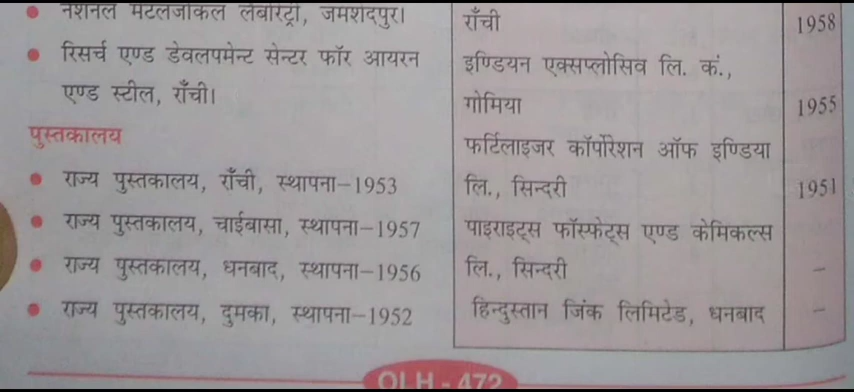 नेशनल मेटलर्जीकल लेबोरेट्री, जमशेदपुर।
रिसर्च एण्ड डेवलपमेन्ट सेन्टर फॉर आयरन
एण्ड स्टील, राँची।
पुस्तकालय
राज्य पुस्तकालय, राँची, स्थापना–1953
राज्य पुस्तकालय, चाईबासा, स्थापना–1957
राज्य पुस्तकालय, धनबाद, स्थापना–1956
राज्य पुस्तकालय, दुमका, स्थापना–1952
राँची 1958
इण्डियन एक्सप्लोसिव लि. कं.,
गोमिया 1955
फर्टिलाइजर कॉर्पोरेशन ऑफ इण्डिया
लि., सिन्दरी 1951
पाइराइट्स फॉस्फेट्स एण्ड केमिकल्स
लि., सिन्दरी –
हिन्दुस्तान जिंक लिमिटेड, धनबाद –
OLH - 472